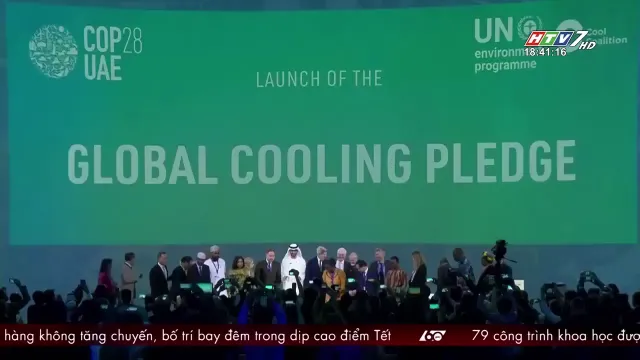 COP28
UAE
UN
environment
programme
Cool
Coalition
HTV7 HD
18:41:16
LAUNCH OF THE
GLOBAL COOLING PLEDGE
hàng không tăng chuyến, bố trí bay đêm trong dịp cao điểm Tết
60
79 công trình khoa học đượ